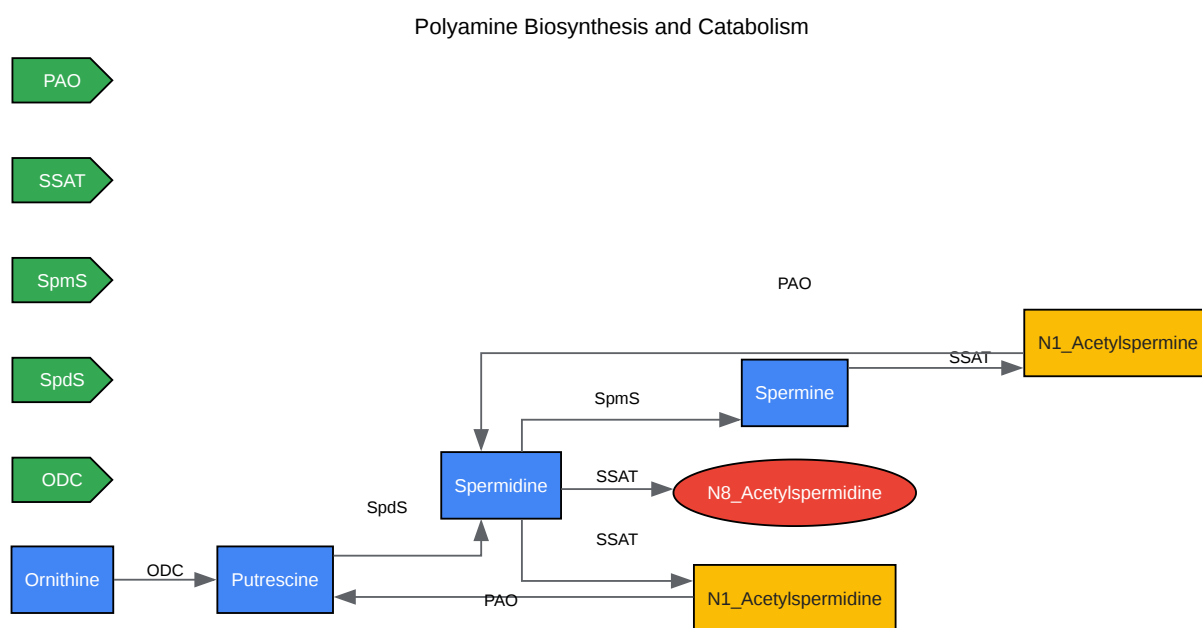 Polyamine Biosynthesis and Catabolism
PAO
SSAT
SpmS
PAO
N1_Acetylspermine
SSAT
SpdS
Spermine
SpmS
ODC
Spermidine
SSAT
N8_Acetylspermidine
SpdS
SSAT
Ornithine
ODC
Putrescine
PAO
N1_Acetylspermidine